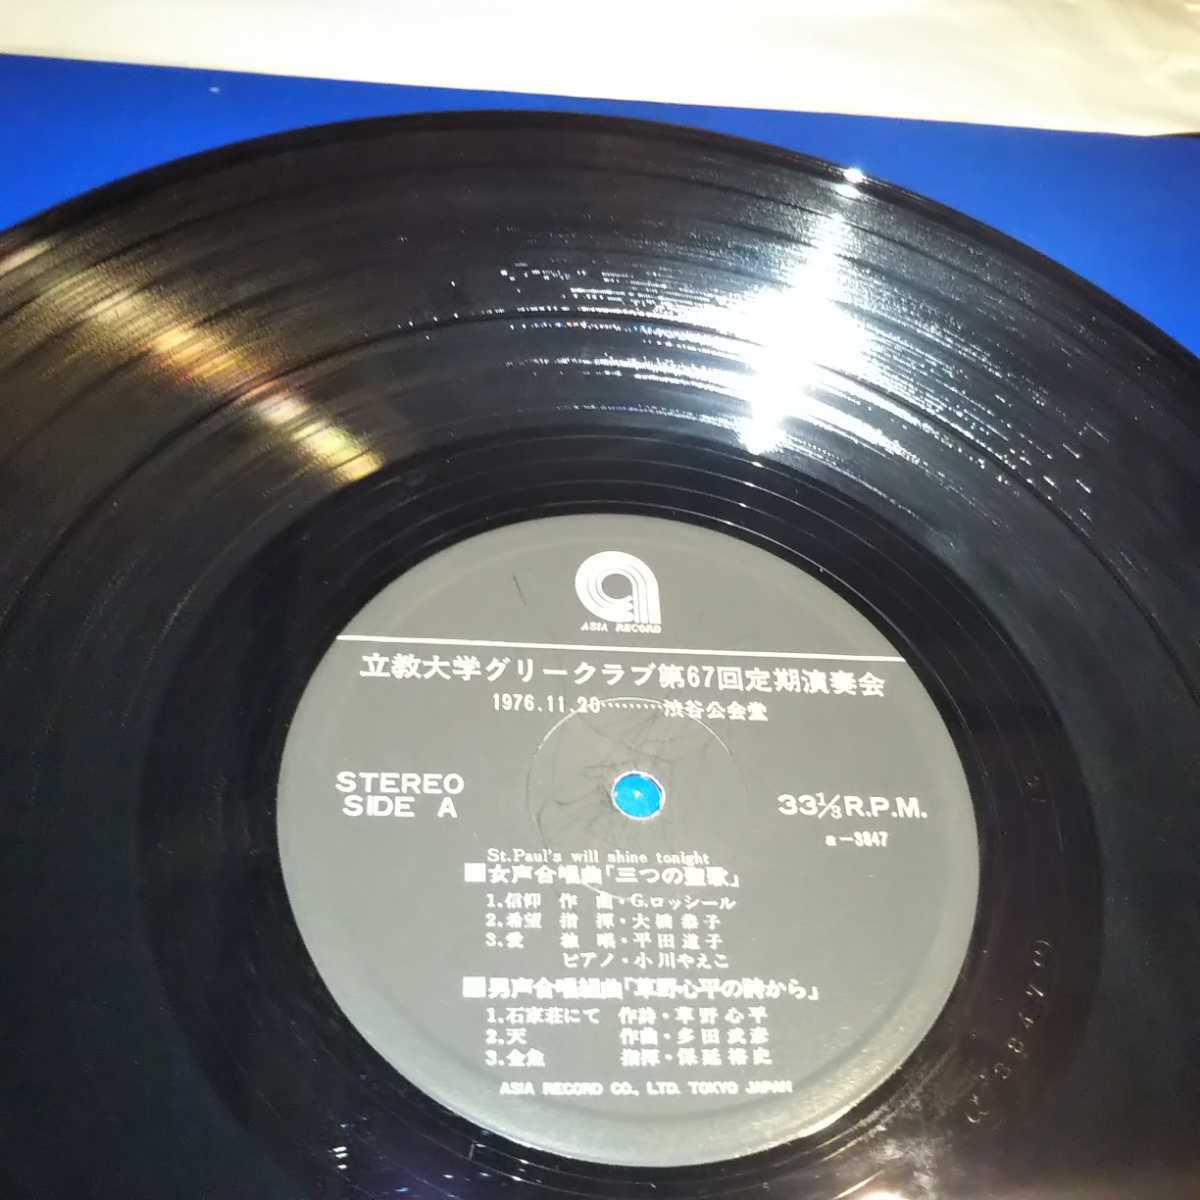 ASIA RECORD
立教大学グリークラブ第67回定期演奏会
1976.11.20………渋谷公会堂
STEREO
SIDE A
33⅓R.P.M.
a-3847
St.Paul's will shine tonight
■女声合唱曲「三つの聖歌」
1.信仰 作 曲・G.ロッシーニ
2.希望 指 揮・大橋恭子
3.愛 独 唱・平田道子
ピアノ・小川やえこ
■男声合唱組曲「草野心平の詩から」
1.石家荘にて 作詩・草野心平
2.天 作曲・多田武彦
3.金魚 指揮・保延裕史
ASIA RECORD CO., LTD. TOKYO JAPAN